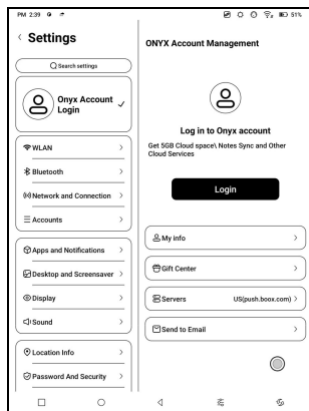 PM 2:39
51%
Settings
Search settings
Onyx Account
Login
WLAN
Bluetooth
Network and Connection
Accounts
Apps and Notifications
Desktop and Screensaver
Display
Sound
Location Info
Password And Security
ONYX Account Management
Log in to Onyx account
Get 5GB Cloud space\ Notes Sync and Other
Cloud Services
Login
My info
Gift Center
Servers US(push.boox.com)
Send to Email